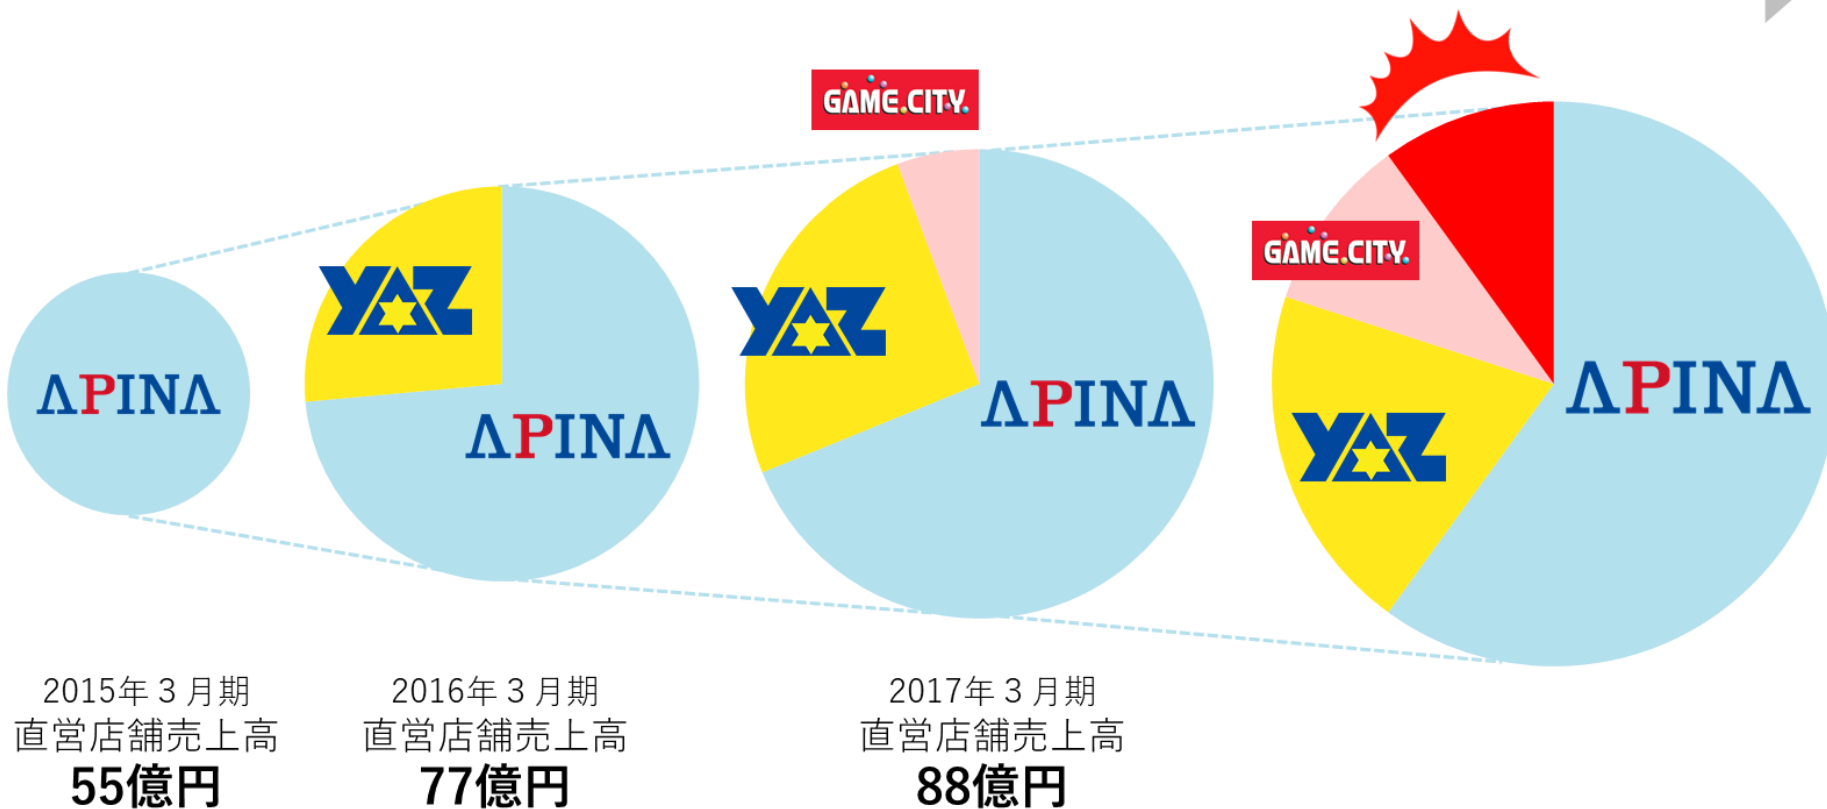 GAME.CITY.
GAME.CITY.
YAZ
YAZ
YAZ
APINA
APINA
APINA
APINA
2015年３月期
直営店舗売上高
55億円
2016年３月期
直営店舗売上高
77億円
2017年３月期
直営店舗売上高
88億円